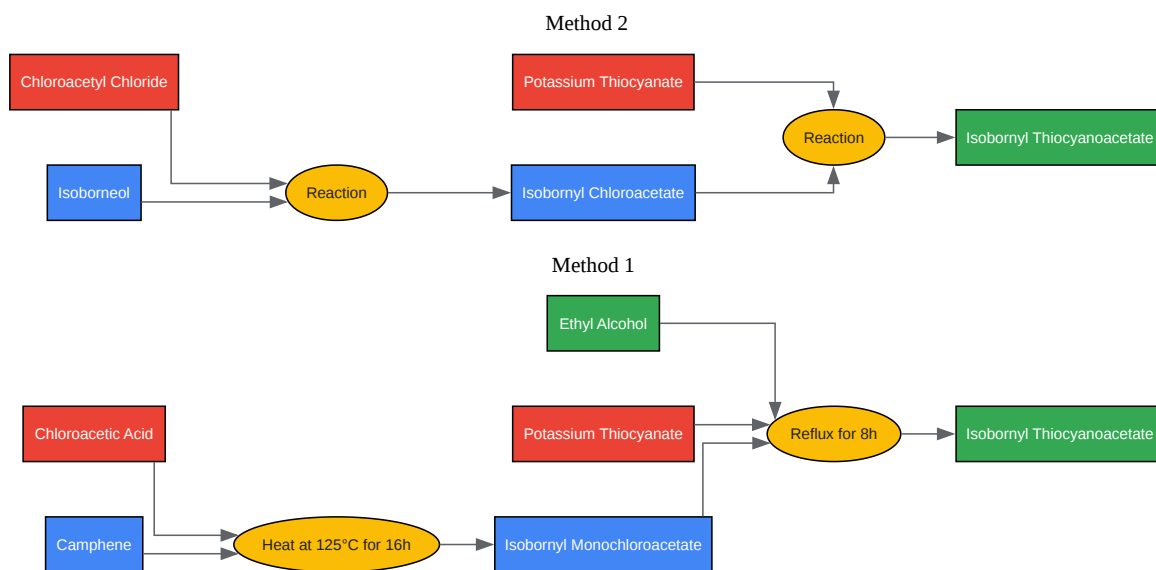 Method 2
Chloroacetyl Chloride
Potassium Thiocyanate
Reaction
Isobornyl Thiocyanoacetate
Isoborneol
Reaction
Isobornyl Chloroacetate
Method 1
Ethyl Alcohol
Chloroacetic Acid
Potassium Thiocyanate
Reflux for 8h
Isobornyl Thiocyanoacetate
Camphene
Heat at 125°C for 16h
Isobornyl Monochloroacetate